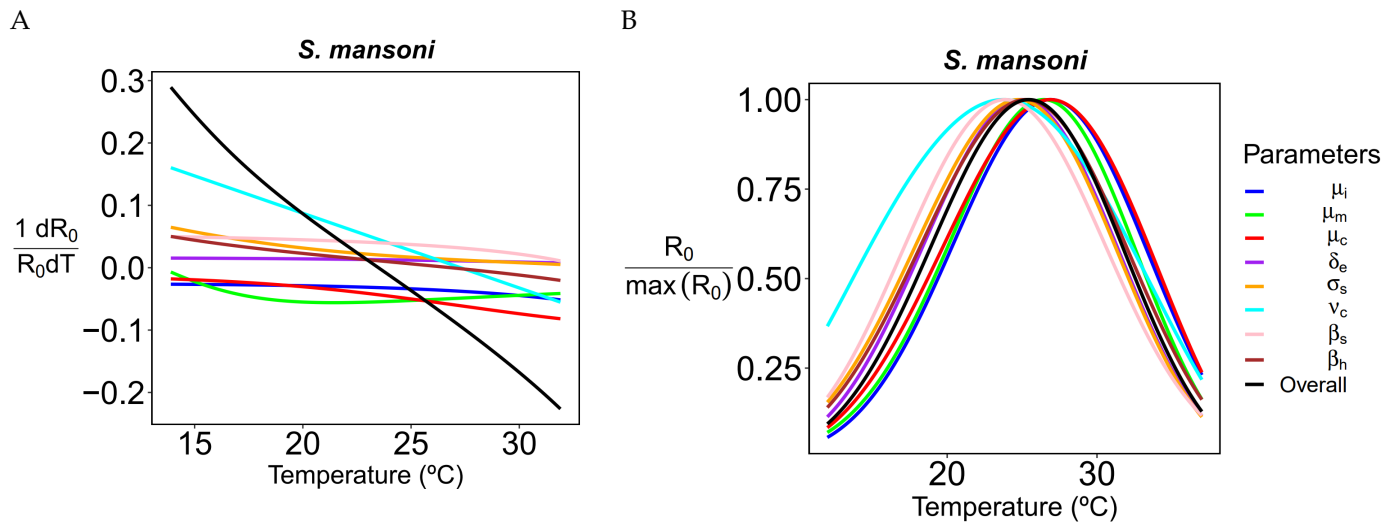 A
S. mansoni
0.3
0.2
0.1
0.0
−0.1
−0.2
1 dR₀
R₀dT
15 20 25 30
Temperature (ºC)
B
S. mansoni
1.00
0.75
0.50
0.25
R₀
max (R₀)
20 30
Temperature (ºC)
Parameters
μᵢ
μₘ
μ_c
δₑ
σₛ
ν_c
βₛ
βₕ
Overall